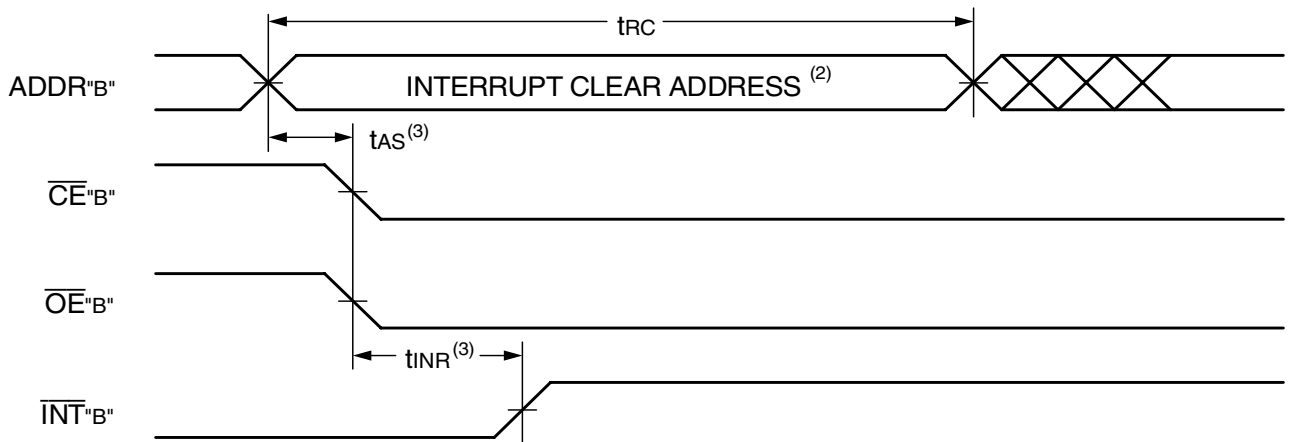 tRC
ADDR"B"
INTERRUPT CLEAR ADDRESS (2)
tAS(3)
CE"B"
OE"B"
tINR(3)
INT"B"